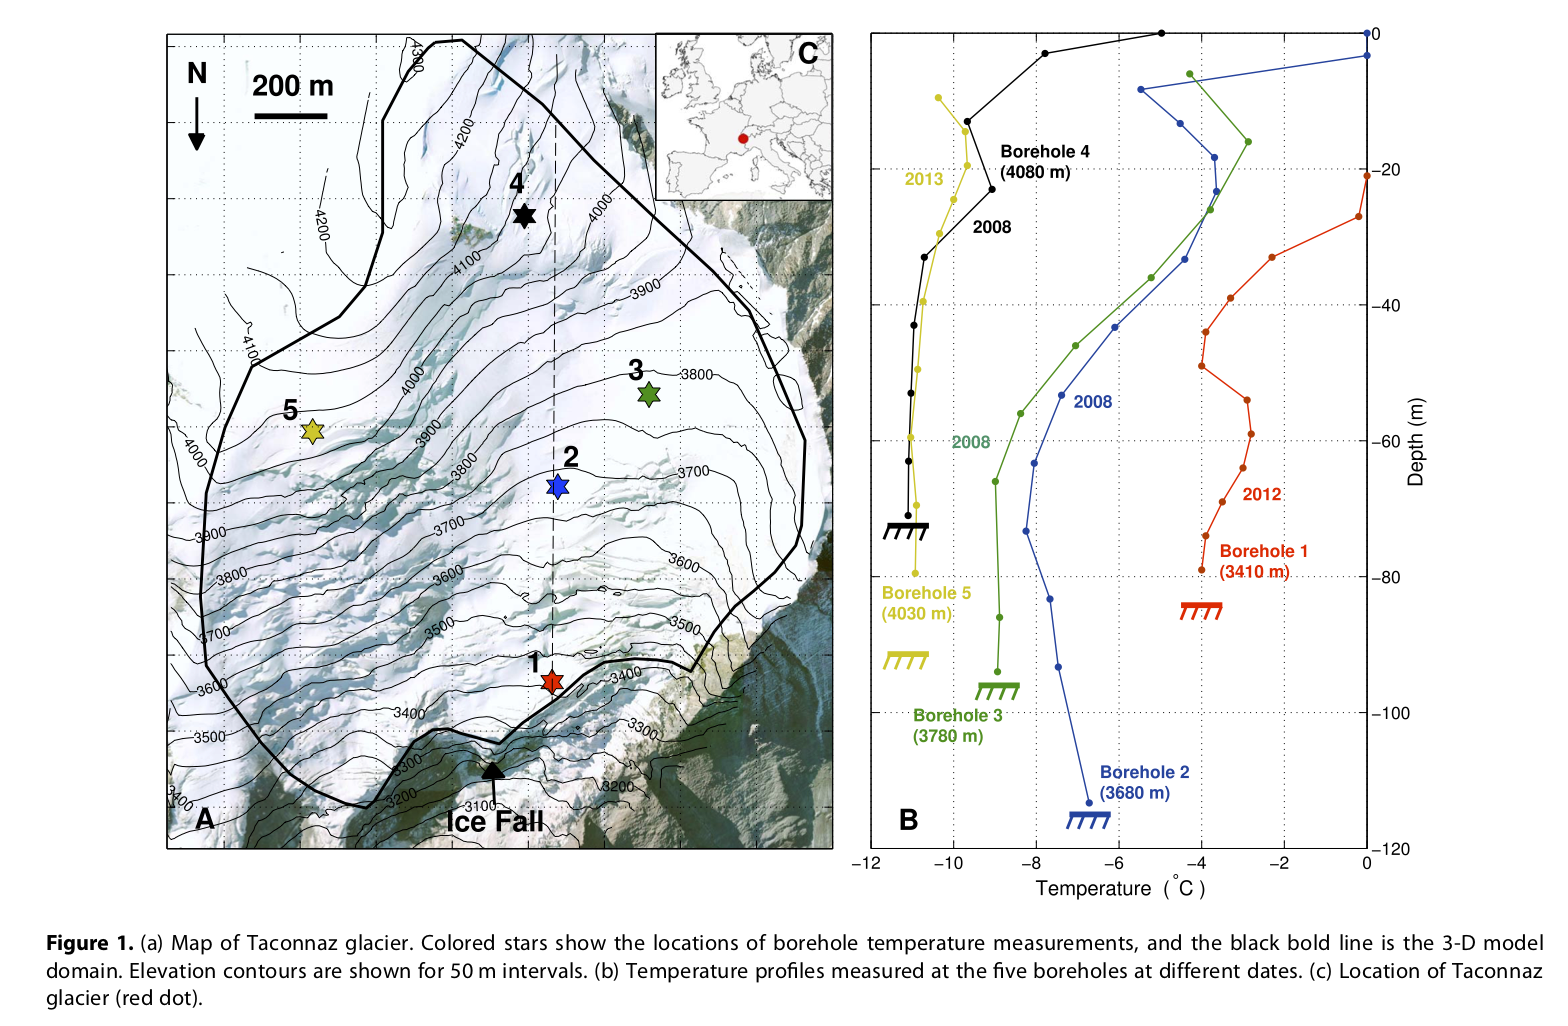 N
200 m
C
4300
4200
4
4200
4000
4100
3900
4100
3
3800
4000
5
3900
4000
2
3800
3700
3900
3700
3800
3600
3600
3700
3500
3500
1
3600
3400
3400
3500
3300
3300
3400
3200
3200
3100
A
Ice Fall
0
Borehole 4
(4080 m)
2013
−20
2008
−40
2008
Depth (m)
2008
−60
2012
Borehole 1
(3410 m)
−80
Borehole 5
(4030 m)
Borehole 3
(3780 m)
−100
Borehole 2
(3680 m)
B
−120
−12 −10 −8 −6 −4 −2 0
Temperature (°C)
Figure 1. (a) Map of Taconnaz glacier. Colored stars show the locations of borehole temperature measurements, and the black bold line is the 3-D model
domain. Elevation contours are shown for 50 m intervals. (b) Temperature profiles measured at the five boreholes at different dates. (c) Location of Taconnaz
glacier (red dot).